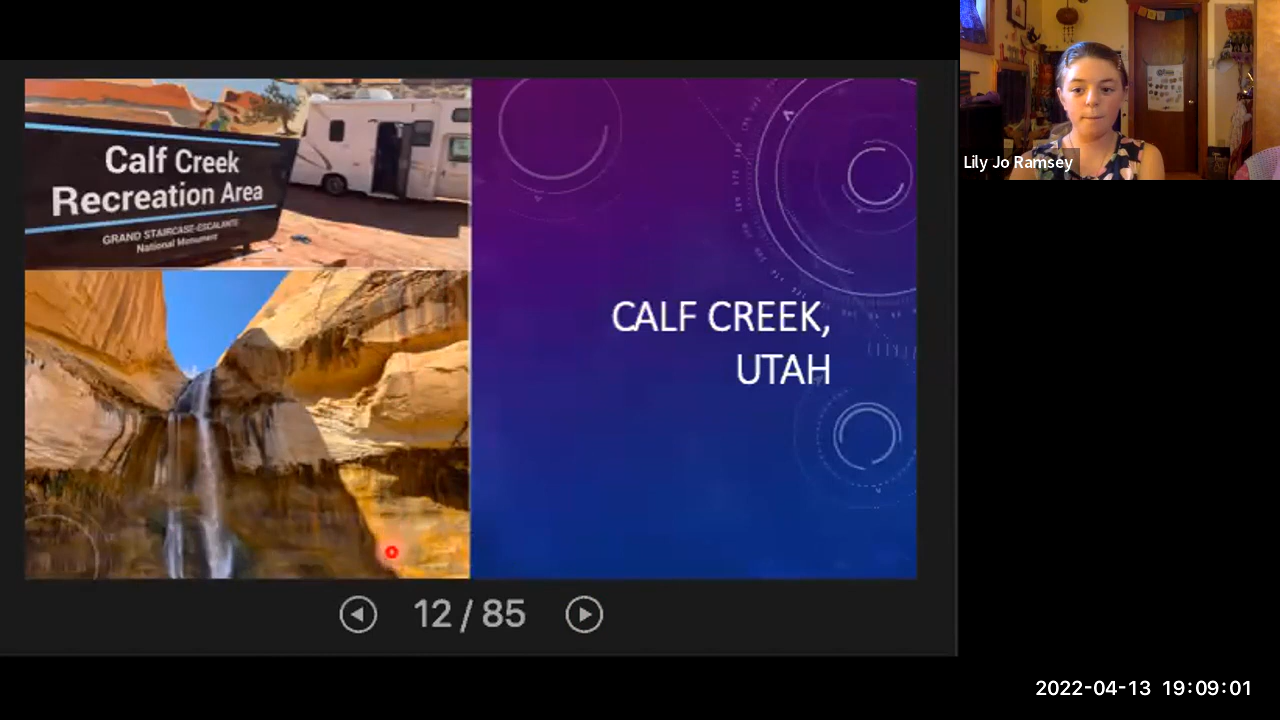 Calf Creek
Recreation Area
GRAND STAIRCASE-ESCALANTE
National Monument
CALF CREEK,
UTAH
12 / 85
Lily Jo Ramsey
2022-04-13 19:09:01